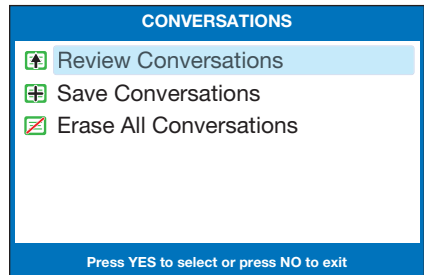 CONVERSATIONS
Review Conversations
Save Conversations
Erase All Conversations
Press YES to select or press NO to exit